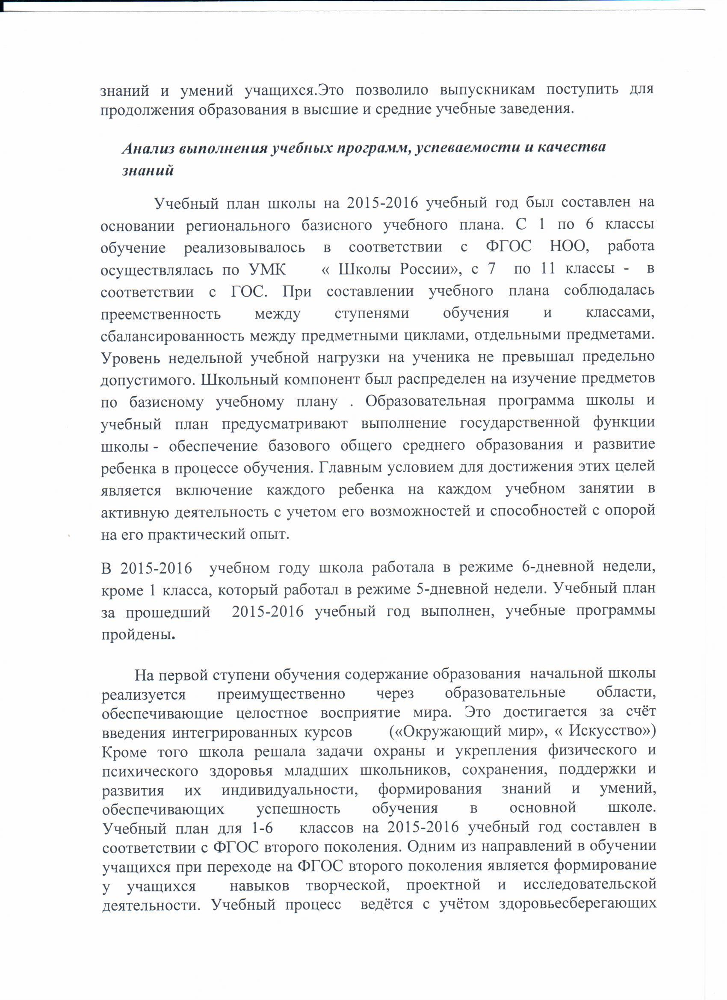 знаний и умений учащихся.Это позволило выпускникам поступить для
продолжения образования в высшие и средние учебные заведения.
Анализ выполнения учебных программ, успеваемости и качества
знаний
Учебный план школы на 2015-2016 учебный год был составлен на
основании регионального базисного учебного плана. С 1 по 6 классы
обучение реализовывалось в соответствии с ФГОС НОО, работа
осуществлялась по УМК « Школы России», с 7 по 11 классы - в
соответствии с ГОС. При составлении учебного плана соблюдалась
преемственность между ступенями обучения и классами,
сбалансированность между предметными циклами, отдельными предметами.
Уровень недельной учебной нагрузки на ученика не превышал предельно
допустимого. Школьный компонент был распределен на изучение предметов
по базисному учебному плану . Образовательная программа школы и
учебный план предусматривают выполнение государственной функции
школы - обеспечение базового общего среднего образования и развитие
ребенка в процессе обучения. Главным условием для достижения этих целей
является включение каждого ребенка на каждом учебном занятии в
активную деятельность с учетом его возможностей и способностей с опорой
на его практический опыт.
В 2015-2016 учебном году школа работала в режиме 6-дневной недели,
кроме 1 класса, который работал в режиме 5-дневной недели. Учебный план
за прошедший 2015-2016 учебный год выполнен, учебные программы
пройдены.
На первой ступени обучения содержание образования начальной школы
реализуется преимущественно через образовательные области,
обеспечивающие целостное восприятие мира. Это достигается за счёт
введения интегрированных курсов («Окружающий мир», « Искусство»)
Кроме того школа решала задачи охраны и укрепления физического и
психического здоровья младших школьников, сохранения, поддержки и
развития их индивидуальности, формирования знаний и умений,
обеспечивающих успешность обучения в основной школе.
Учебный план для 1-6 классов на 2015-2016 учебный год составлен в
соответствии с ФГОС второго поколения. Одним из направлений в обучении
учащихся при переходе на ФГОС второго поколения является формирование
у учащихся навыков творческой, проектной и исследовательской
деятельности. Учебный процесс ведётся с учётом здоровьесберегающих